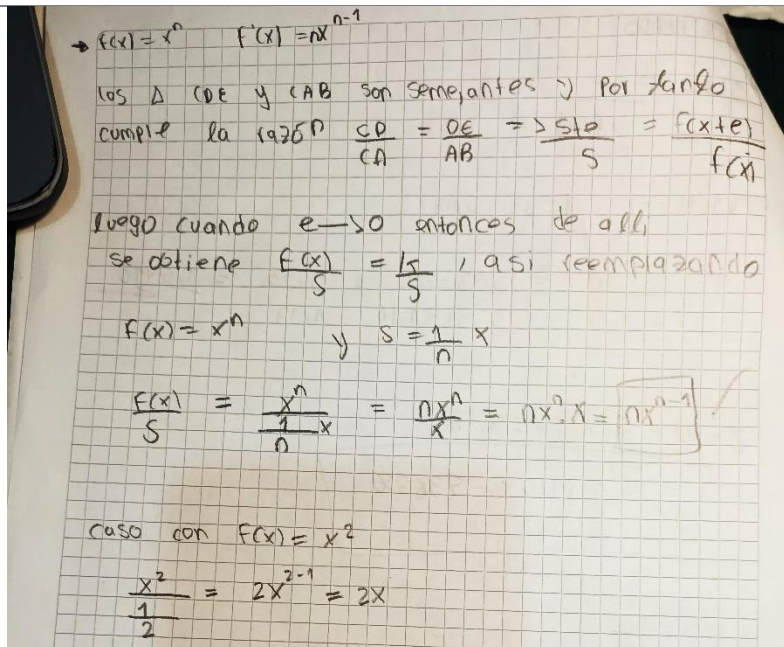 → f(x) = x^n f'(x) = nx^{n-1}
los Δ CDE y CAB son semejantes y por tanto
cumple la razón CD/CA = DE/AB => s+e/s = f(x+e)/f(x)
luego cuando e → 0 entonces de alli
se obtiene f(x)/s = /s , asi reemplazando
f(x) = x^n y s = 1/n x
f(x)/s = x^n/(1/n x) = nx^n/x = nx^n . x = nx^{n-1}
caso con f(x) = x^2
x^2/(1/2) = 2x^{2-1} = 2x